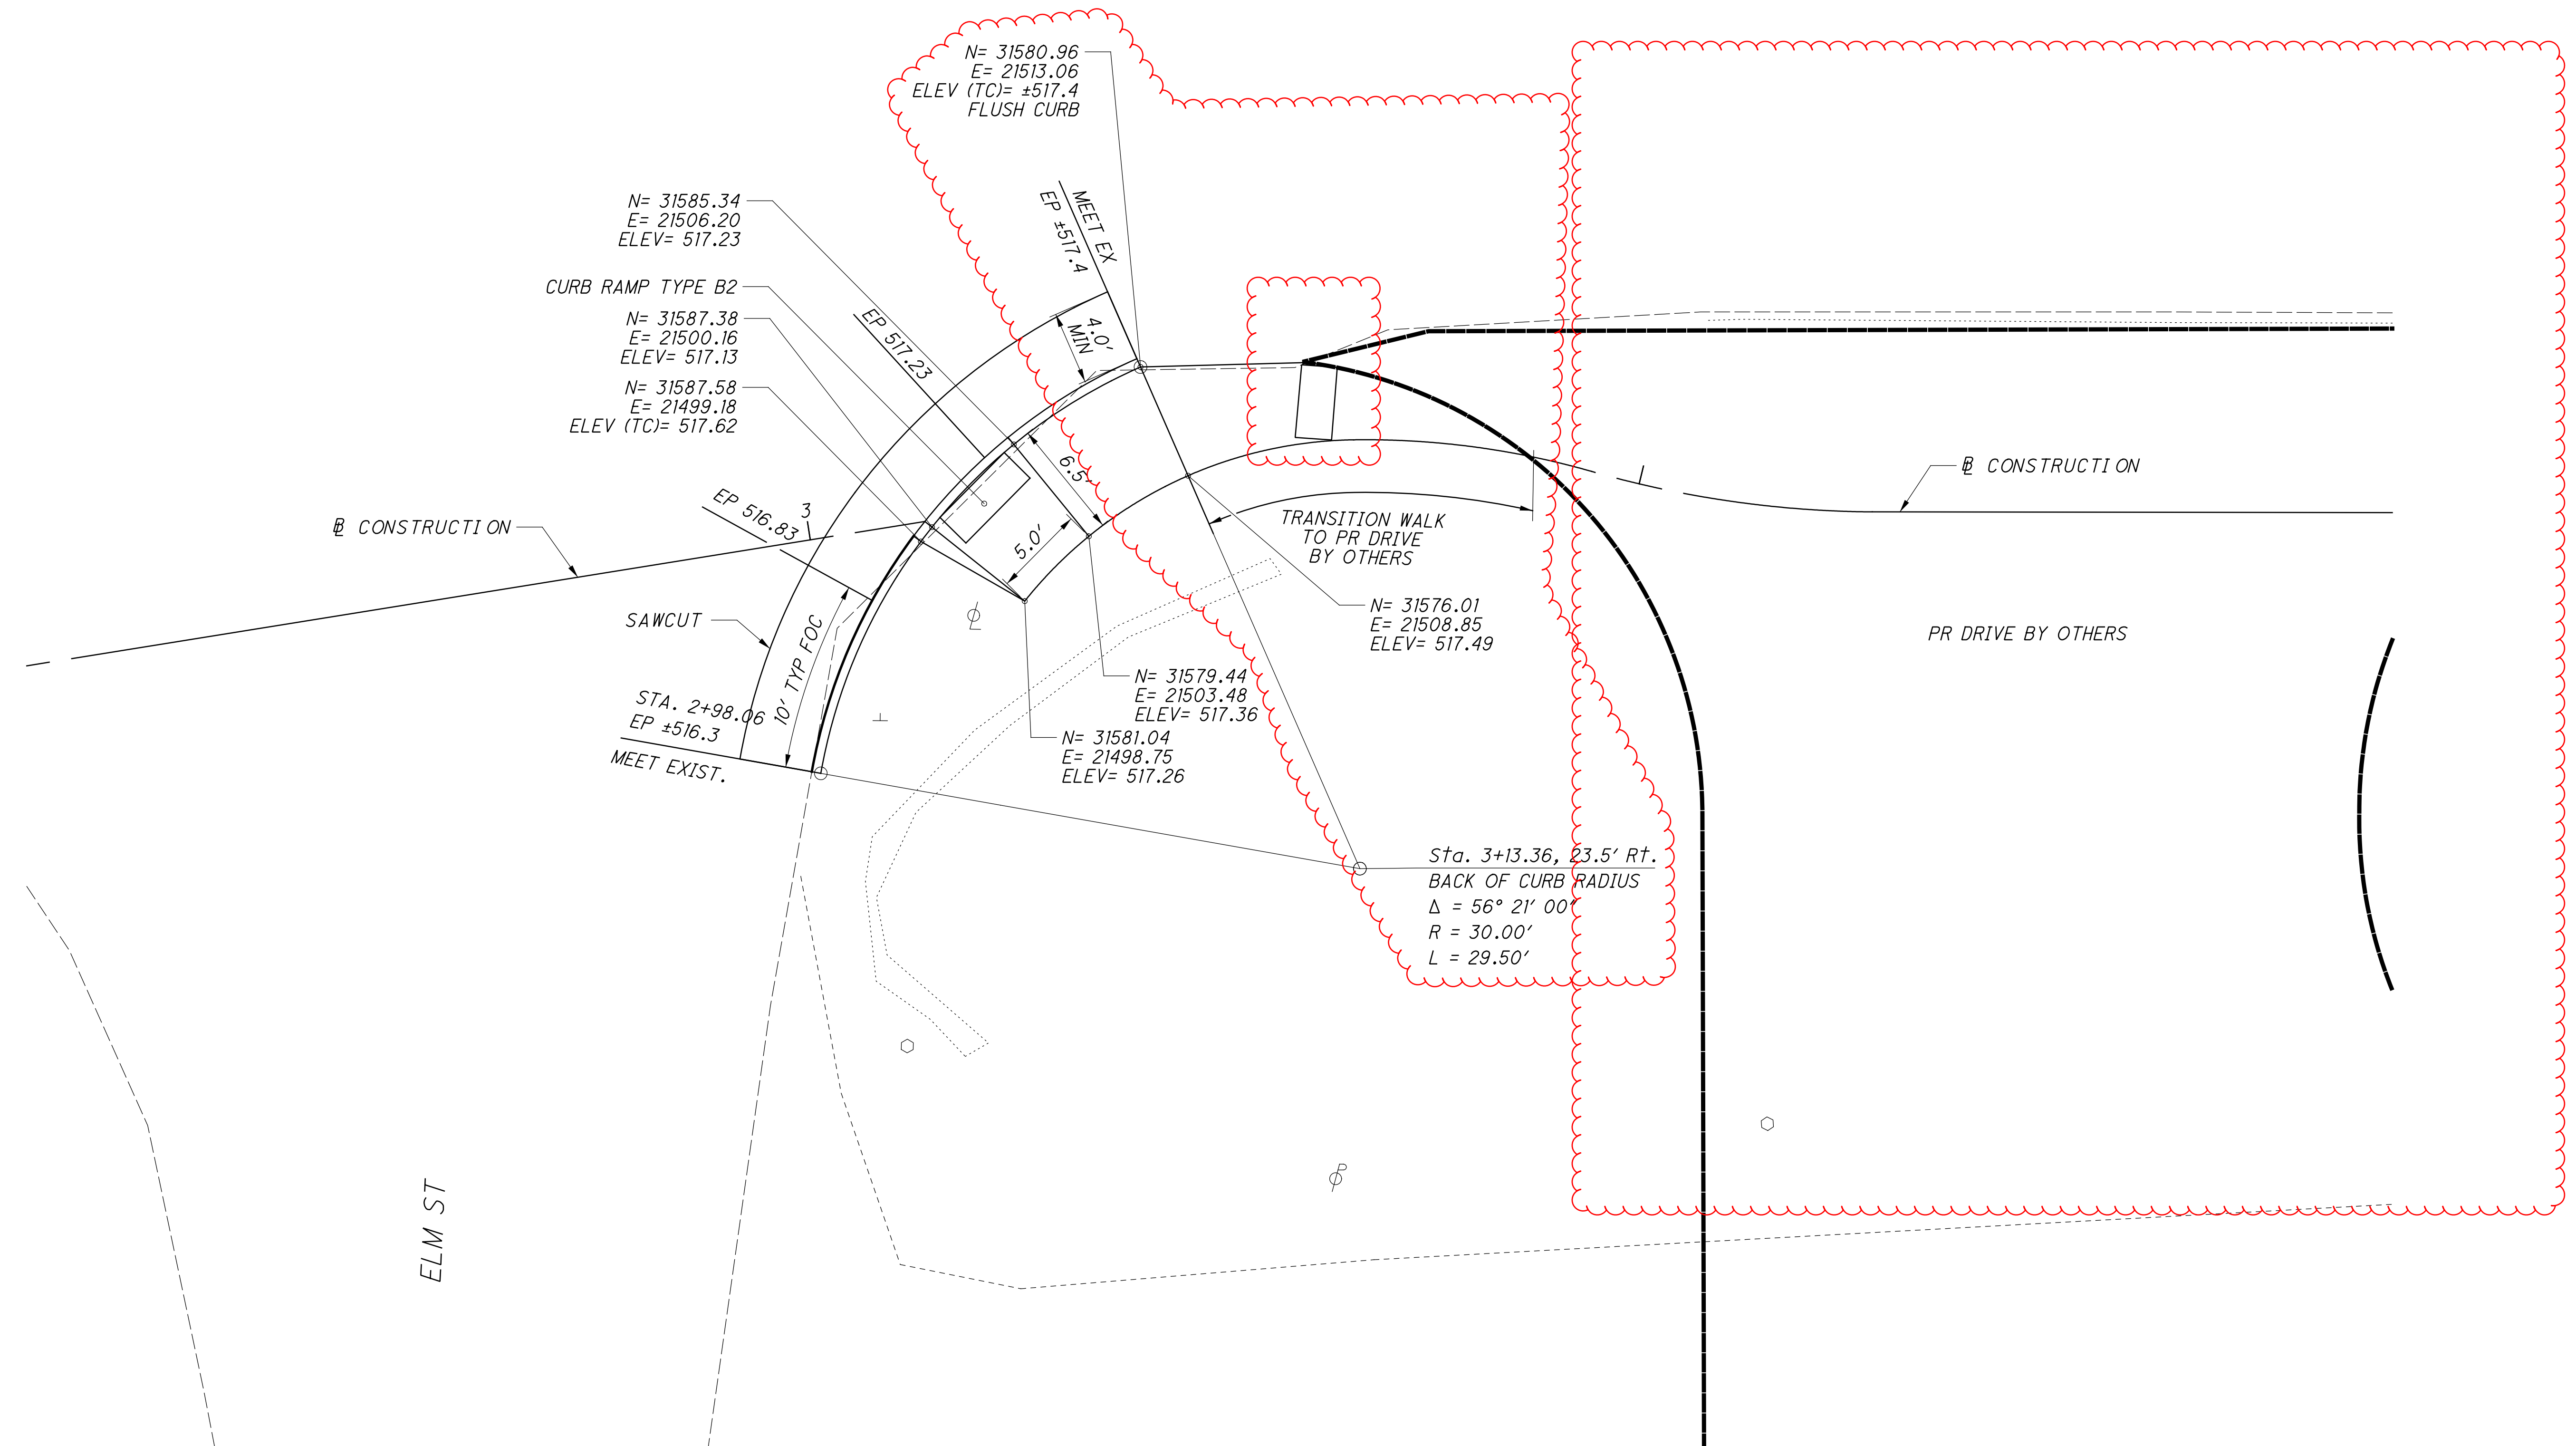 N= 31580.96
E= 21513.06
ELEV (TC)= ±517.4
FLUSH CURB
N= 31585.34
E= 21506.20
ELEV= 517.23
MEET EX
EP ±517.4
CURB RAMP TYPE B2
N= 31587.38
E= 21500.16
ELEV= 517.13
N= 31587.58
E= 21499.18
ELEV (TC)= 517.62
EP 517.23
4.0'
MIN
6.5'
5.0'
EP 516.83
3
℄ CONSTRUCTION
℄ CONSTRUCTION
TRANSITION WALK
TO PR DRIVE
BY OTHERS
SAWCUT
10' TYP FOC
N= 31576.01
E= 21508.85
ELEV= 517.49
PR DRIVE BY OTHERS
N= 31579.44
E= 21503.48
ELEV= 517.36
STA. 2+98.06
EP ±516.3
MEET EXIST.
N= 31581.04
E= 21498.75
ELEV= 517.26
Sta. 3+13.36, 23.5' Rt.
BACK OF CURB RADIUS
Δ = 56° 21' 00"
R = 30.00'
L = 29.50'
P
ELM ST